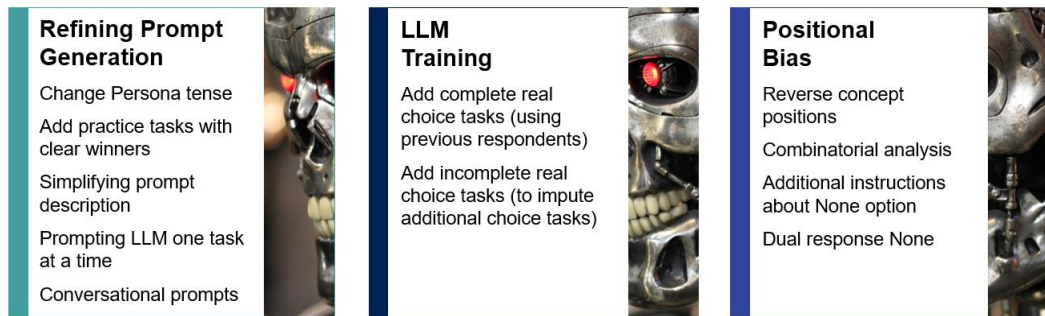 Refining Prompt
Generation
Change Persona tense
Add practice tasks with
clear winners
Simplifying prompt
description
Prompting LLM one task
at a time
Conversational prompts
LLM
Training
Add complete real
choice tasks (using
previous respondents)
Add incomplete real
choice tasks (to impute
additional choice tasks)
Positional
Bias
Reverse concept
positions
Combinatorial analysis
Additional instructions
about None option
Dual response None